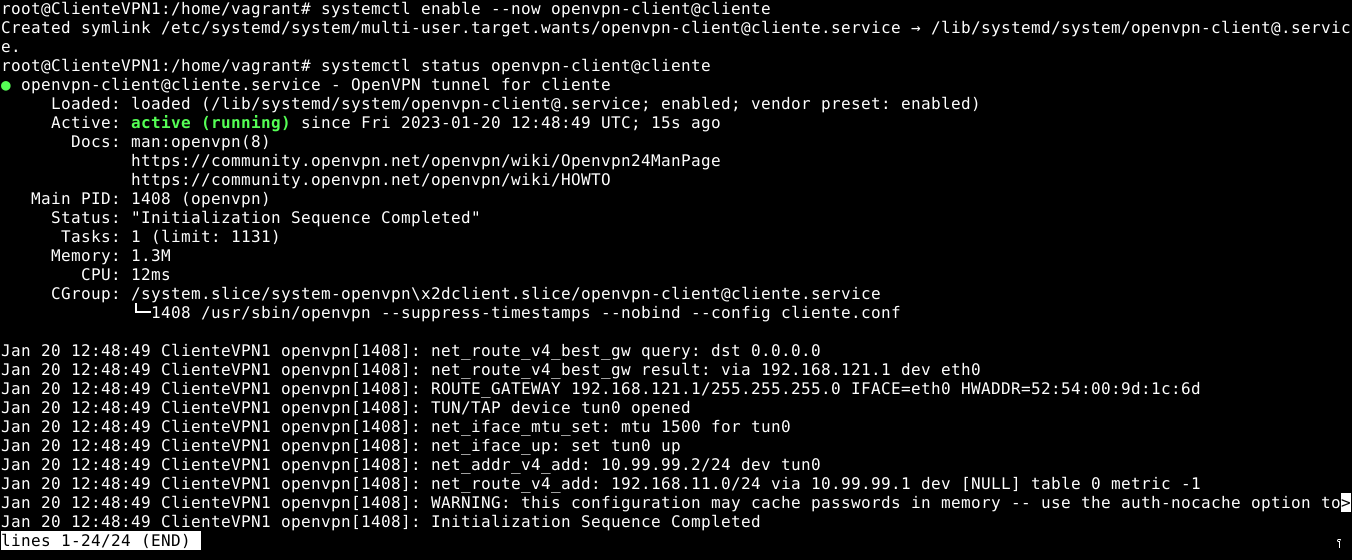 root@ClienteVPN1:/home/vagrant# systemctl enable --now openvpn-client@cliente
Created symlink /etc/systemd/system/multi-user.target.wants/openvpn-client@cliente.service → /lib/systemd/system/openvpn-client@.servic
e.
root@ClienteVPN1:/home/vagrant# systemctl status openvpn-client@cliente
● openvpn-client@cliente.service - OpenVPN tunnel for cliente
     Loaded: loaded (/lib/systemd/system/openvpn-client@.service; enabled; vendor preset: enabled)
     Active: active (running) since Fri 2023-01-20 12:48:49 UTC; 15s ago
       Docs: man:openvpn(8)
             https://community.openvpn.net/openvpn/wiki/Openvpn24ManPage
             https://community.openvpn.net/openvpn/wiki/HOWTO
   Main PID: 1408 (openvpn)
     Status: "Initialization Sequence Completed"
      Tasks: 1 (limit: 1131)
     Memory: 1.3M
        CPU: 12ms
     CGroup: /system.slice/system-openvpn\x2dclient.slice/openvpn-client@cliente.service
             └─1408 /usr/sbin/openvpn --suppress-timestamps --nobind --config cliente.conf

Jan 20 12:48:49 ClienteVPN1 openvpn[1408]: net_route_v4_best_gw query: dst 0.0.0.0
Jan 20 12:48:49 ClienteVPN1 openvpn[1408]: net_route_v4_best_gw result: via 192.168.121.1 dev eth0
Jan 20 12:48:49 ClienteVPN1 openvpn[1408]: ROUTE_GATEWAY 192.168.121.1/255.255.255.0 IFACE=eth0 HWADDR=52:54:00:9d:1c:6d
Jan 20 12:48:49 ClienteVPN1 openvpn[1408]: TUN/TAP device tun0 opened
Jan 20 12:48:49 ClienteVPN1 openvpn[1408]: net_iface_mtu_set: mtu 1500 for tun0
Jan 20 12:48:49 ClienteVPN1 openvpn[1408]: net_iface_up: set tun0 up
Jan 20 12:48:49 ClienteVPN1 openvpn[1408]: net_addr_v4_add: 10.99.99.2/24 dev tun0
Jan 20 12:48:49 ClienteVPN1 openvpn[1408]: net_route_v4_add: 192.168.11.0/24 via 10.99.99.1 dev [NULL] table 0 metric -1
Jan 20 12:48:49 ClienteVPN1 openvpn[1408]: WARNING: this configuration may cache passwords in memory -- use the auth-nocache option to>
Jan 20 12:48:49 ClienteVPN1 openvpn[1408]: Initialization Sequence Completed
lines 1-24/24 (END)